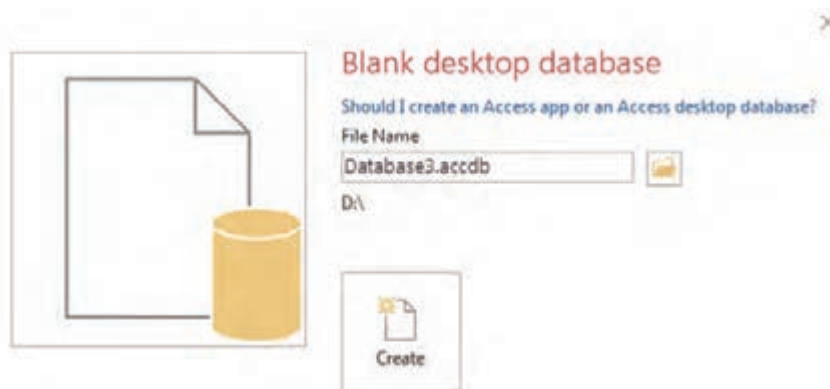 Blank desktop database
Should I create an Access app or an Access desktop database?
File Name
Database3.accdb
D:\
Create